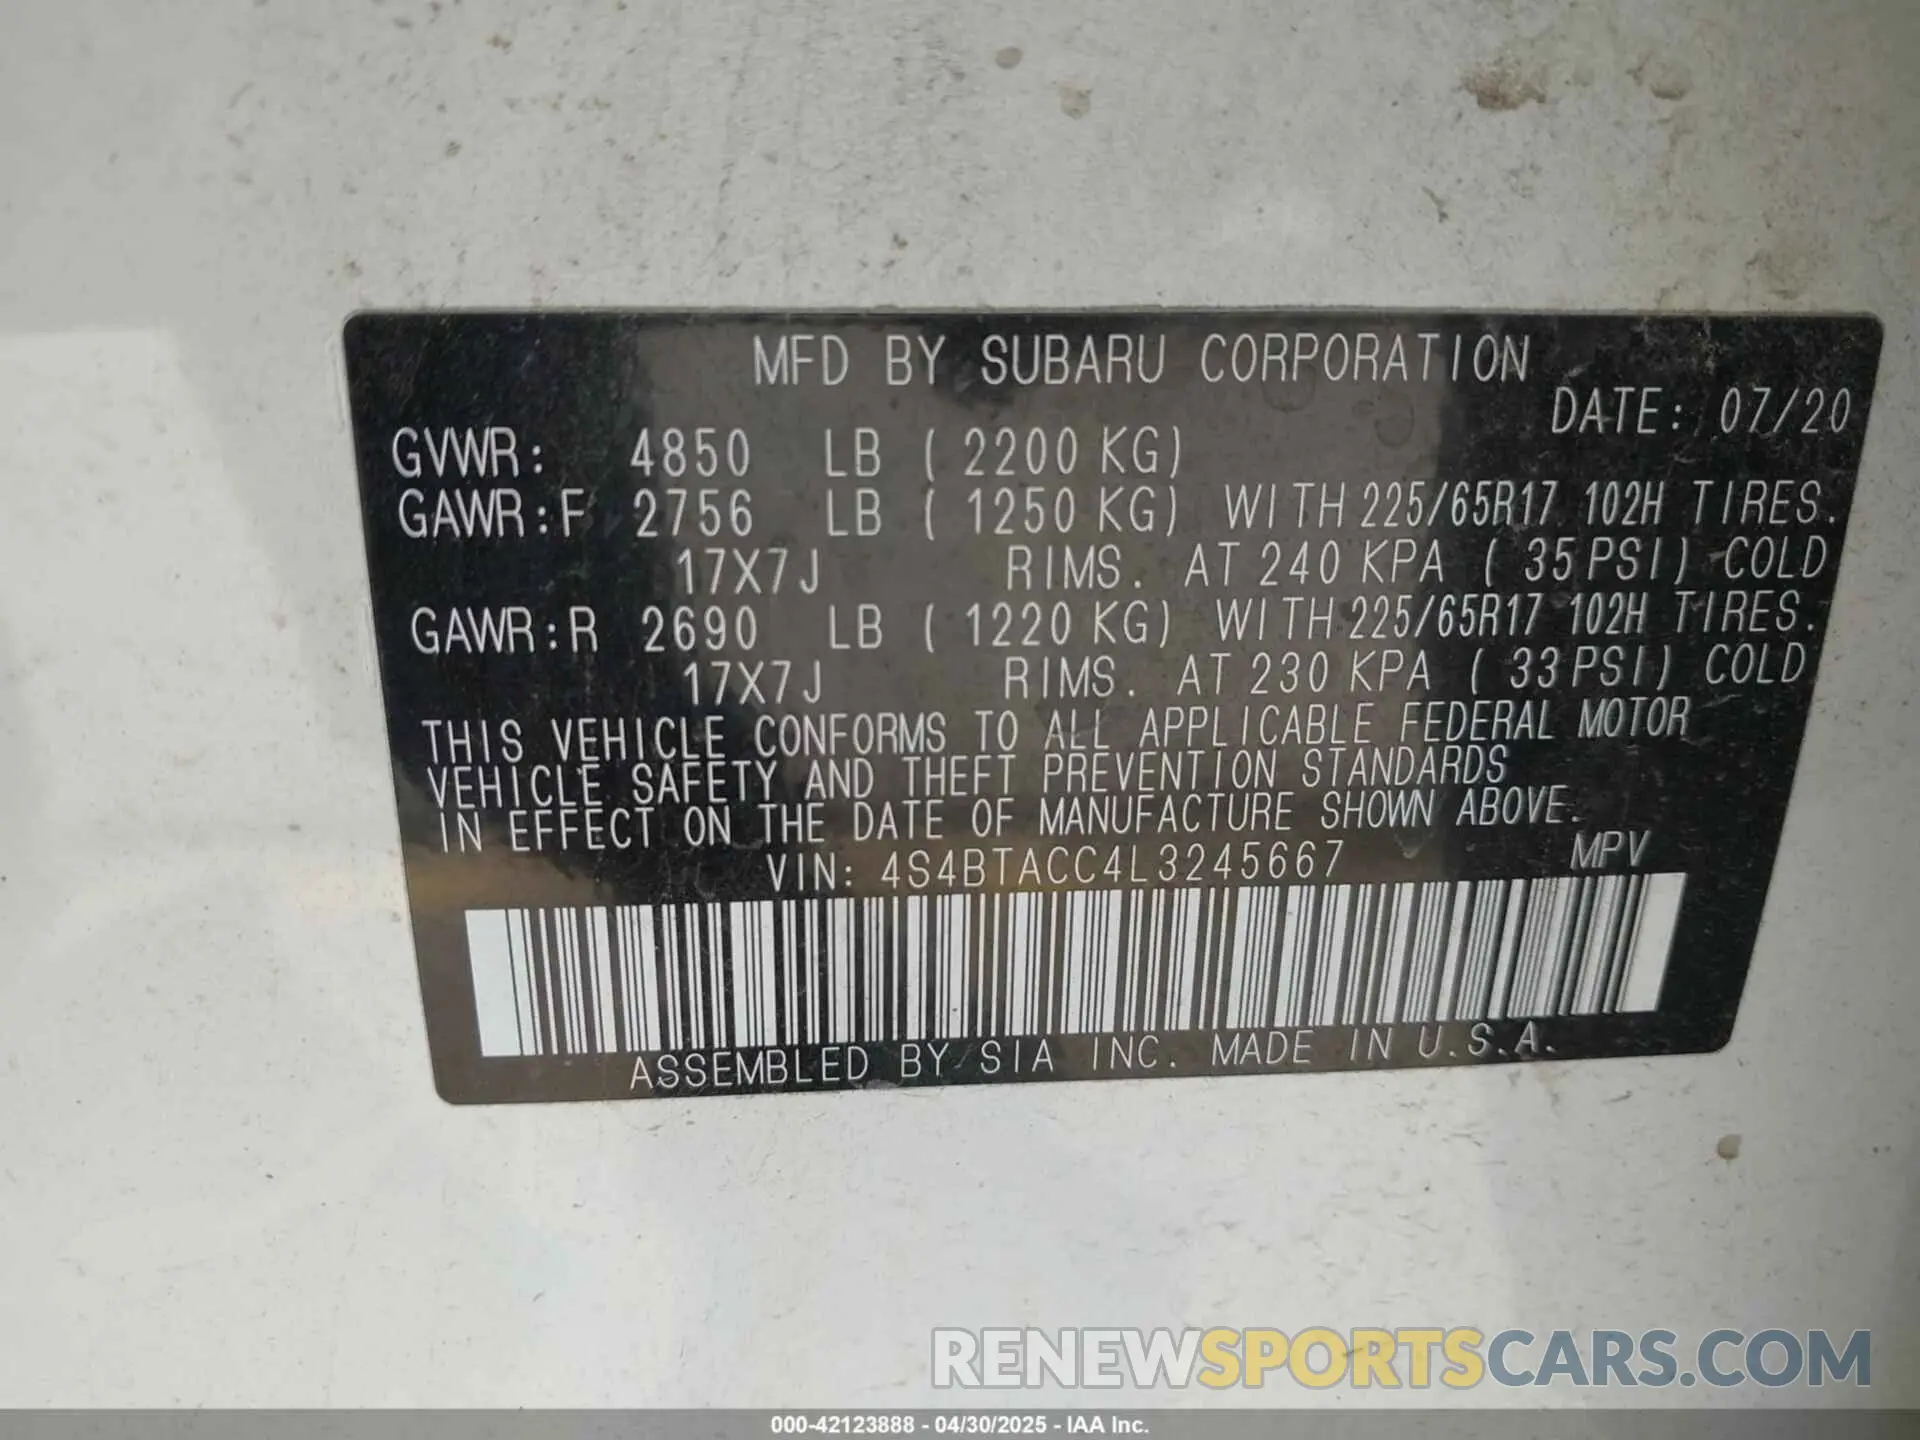 MFD BY SUBARU CORPORATION
DATE: 07/20
GVWR: 4850 LB ( 2200 KG)
GAWR:F 2756 LB ( 1250 KG) WITH 225/65R17 102H TIRES.
17X7J RIMS. AT 240 KPA ( 35 PSI) COLD
GAWR:R 2690 LB ( 1220 KG) WITH 225/65R17 102H TIRES.
17X7J RIMS. AT 230 KPA ( 33 PSI) COLD
THIS VEHICLE CONFORMS TO ALL APPLICABLE FEDERAL MOTOR
VEHICLE SAFETY AND THEFT PREVENTION STANDARDS
IN EFFECT ON THE DATE OF MANUFACTURE SHOWN ABOVE.
VIN: 4S4BTACC4L3245667 MPV
ASSEMBLED BY SIA INC. MADE IN U.S.A.
RENEWSPORTSCARS.COM
000-42123888 - 04/30/2025 - IAA Inc.